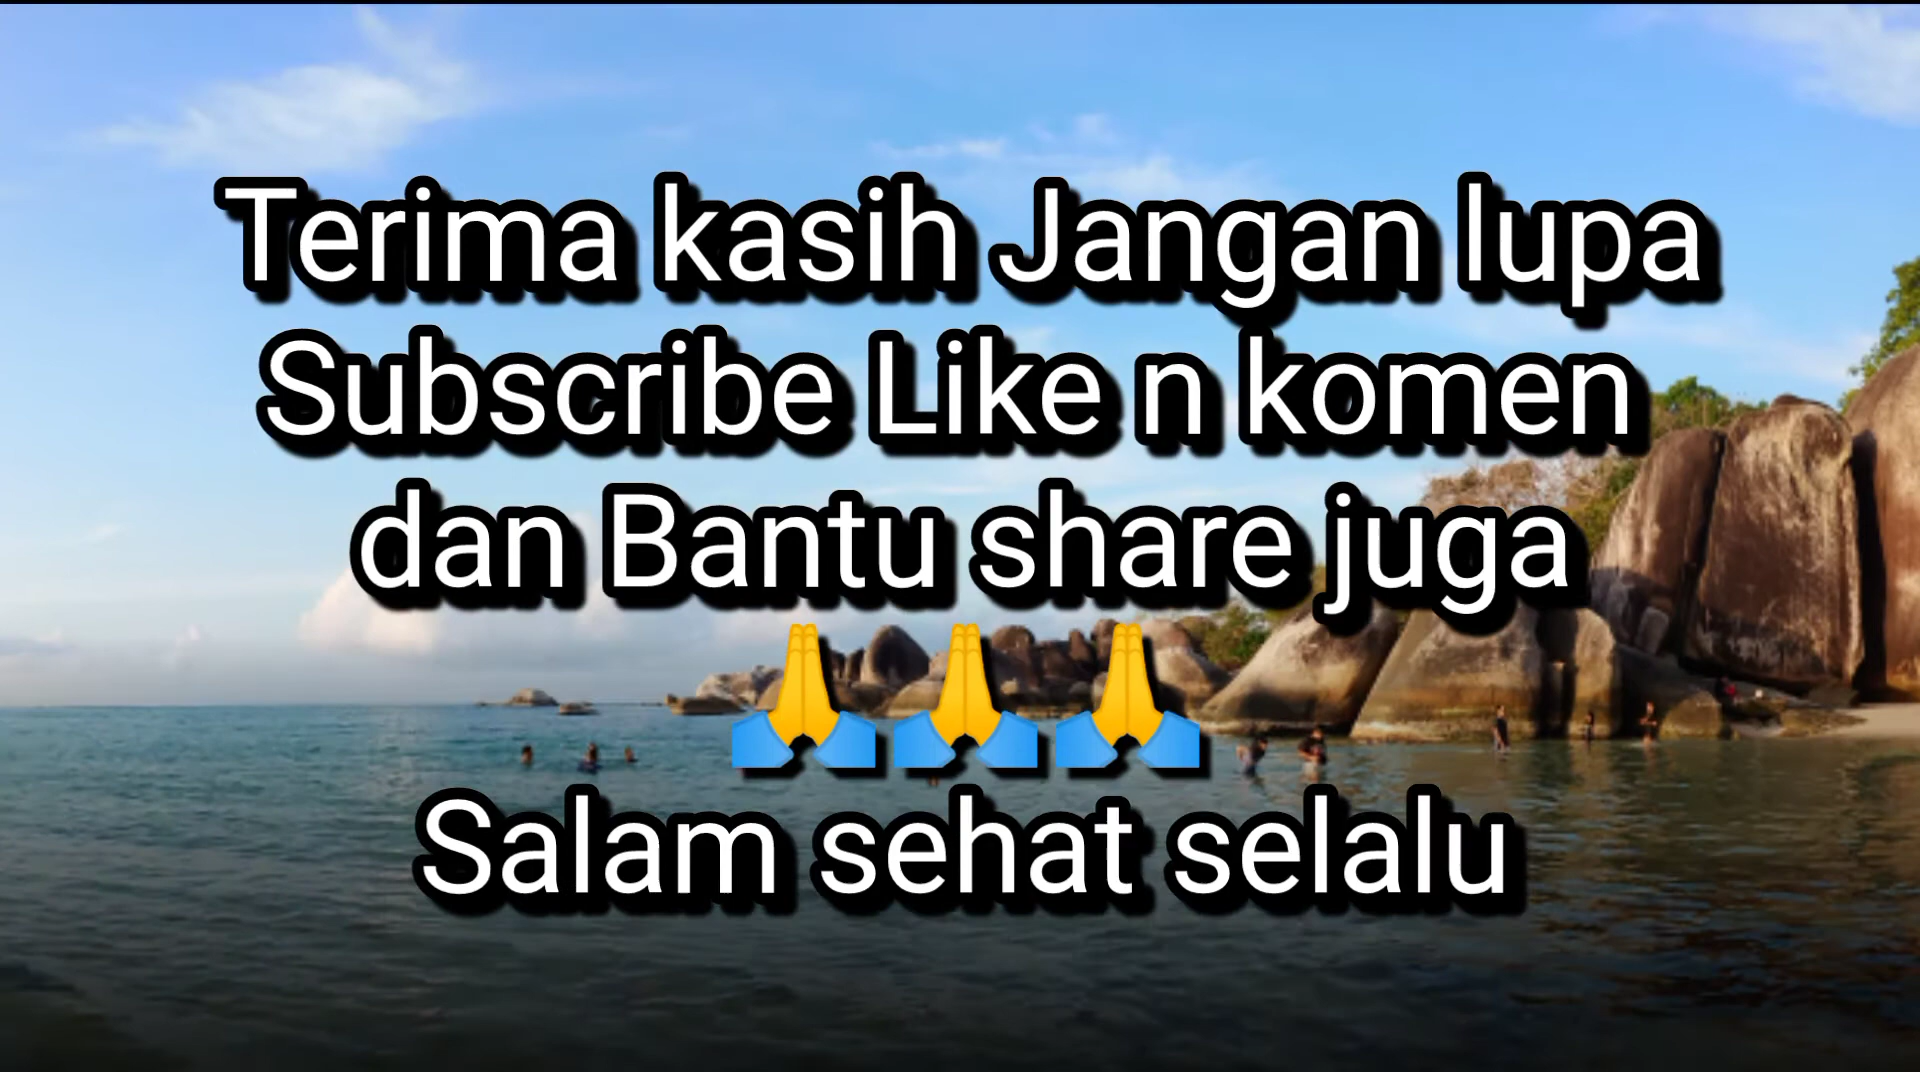 Terima kasih Jangan lupa
Subscribe Like n komen
dan Bantu share juga
🙏🙏🙏
Salam sehat selalu